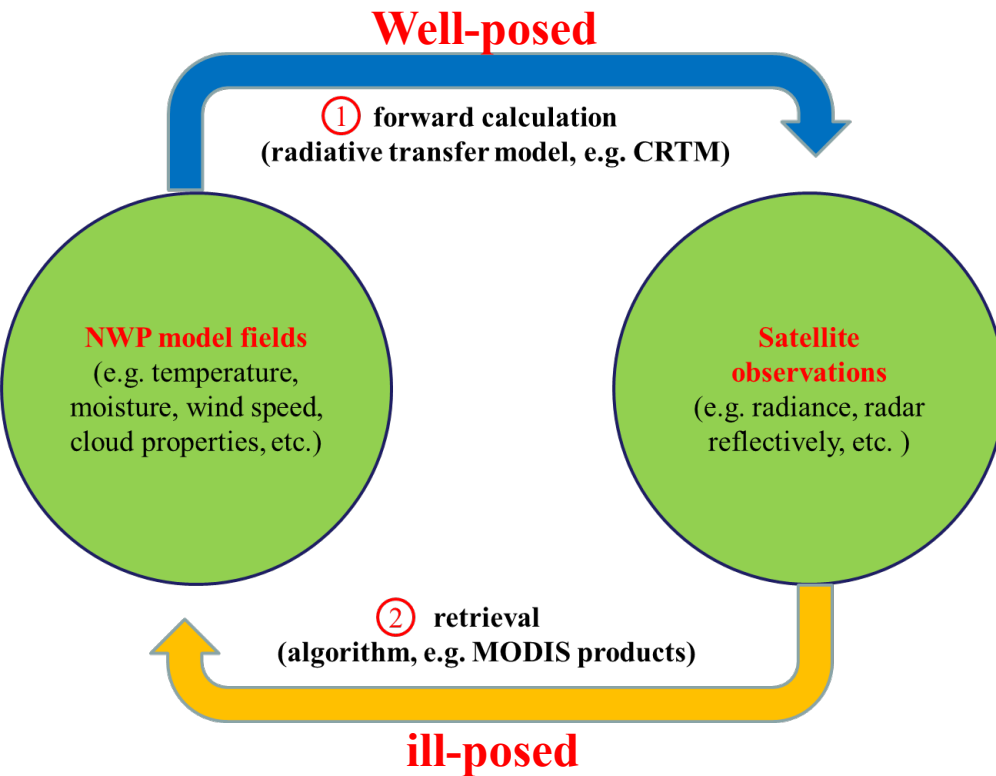 Well-posed
① forward calculation
(radiative transfer model, e.g. CRTM)
NWP model fields
(e.g. temperature,
moisture, wind speed,
cloud properties, etc.)
Satellite
observations
(e.g. radiance, radar
reflectively, etc. )
② retrieval
(algorithm, e.g. MODIS products)
ill-posed